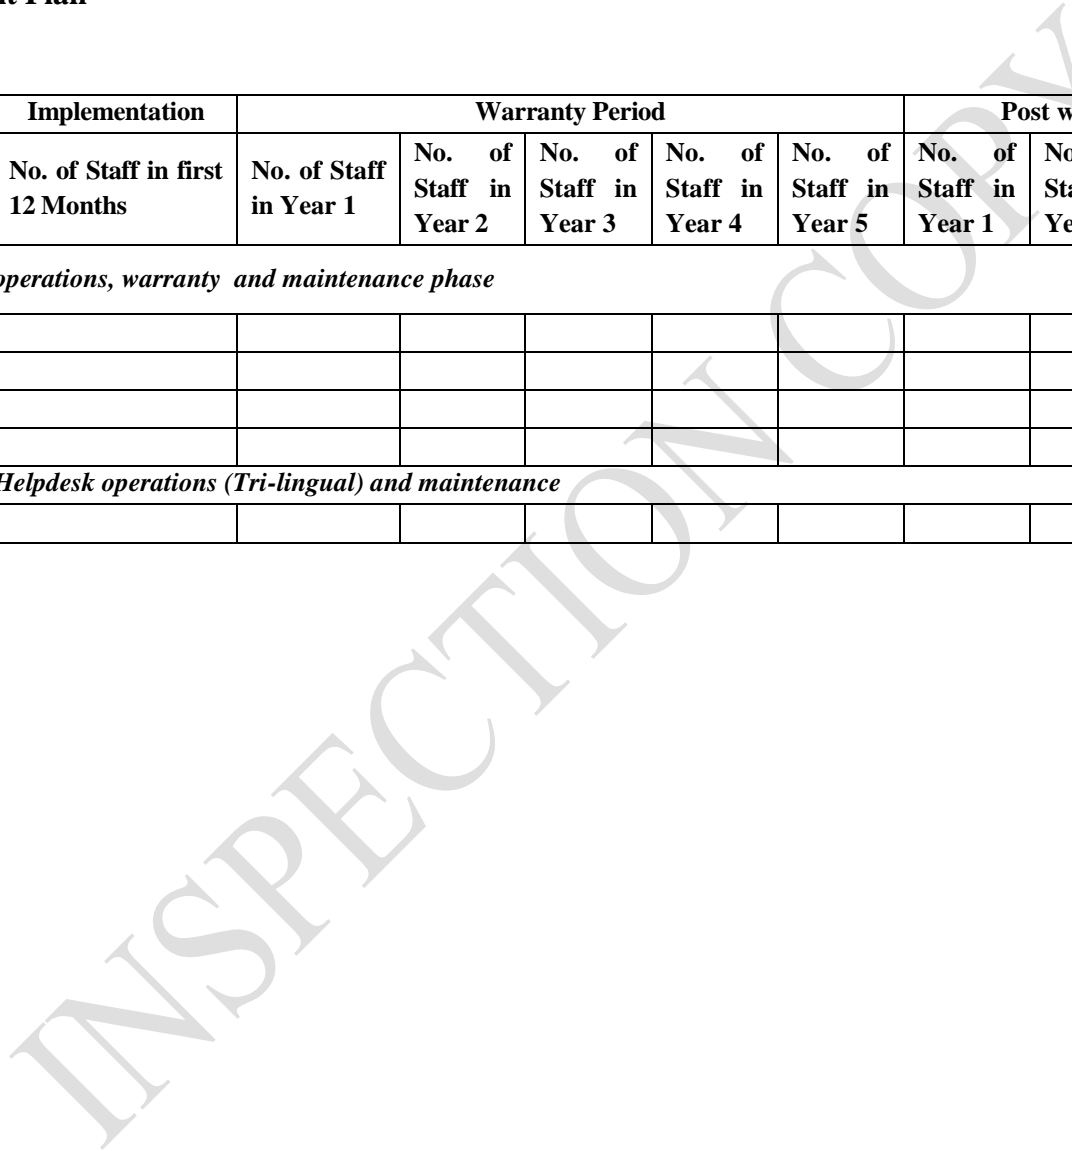 Plan
Implementation Warranty Period Post
No. of Staff in first 12 Months No. of Staff in Year 1 No. of Staff in Year 2 No. of Staff in Year 3 No. of Staff in Year 4 No. of Staff in Year 5 No. of Staff in Year 1
operations, warranty and maintenance phase
Helpdesk operations (Tri-lingual) and maintenance
INSPECTION COPY